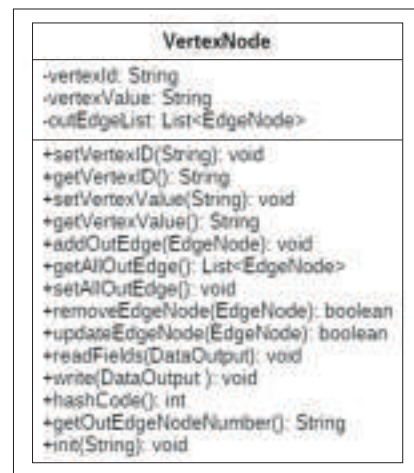 VertexNode
-vertexId: String
-vertexValue: String
-outEdgeList: List<EdgeNode>
+setVertexID(String): void
+getVertexID(): String
+setVertexValue(String): void
+getVertexValue(): String
+addOutEdge(EdgeNode): void
+getAllOutEdge(): List<EdgeNode>
+setAllOutEdge(): void
+removeEdgeNode(EdgeNode): boolean
+updateEdgeNode(EdgeNode): boolean
+readFields(DataOutput): void
+write(DataOutput ): void
+hashCode(): int
+getOutEdgeNodeNumber(): String
+init(String): void